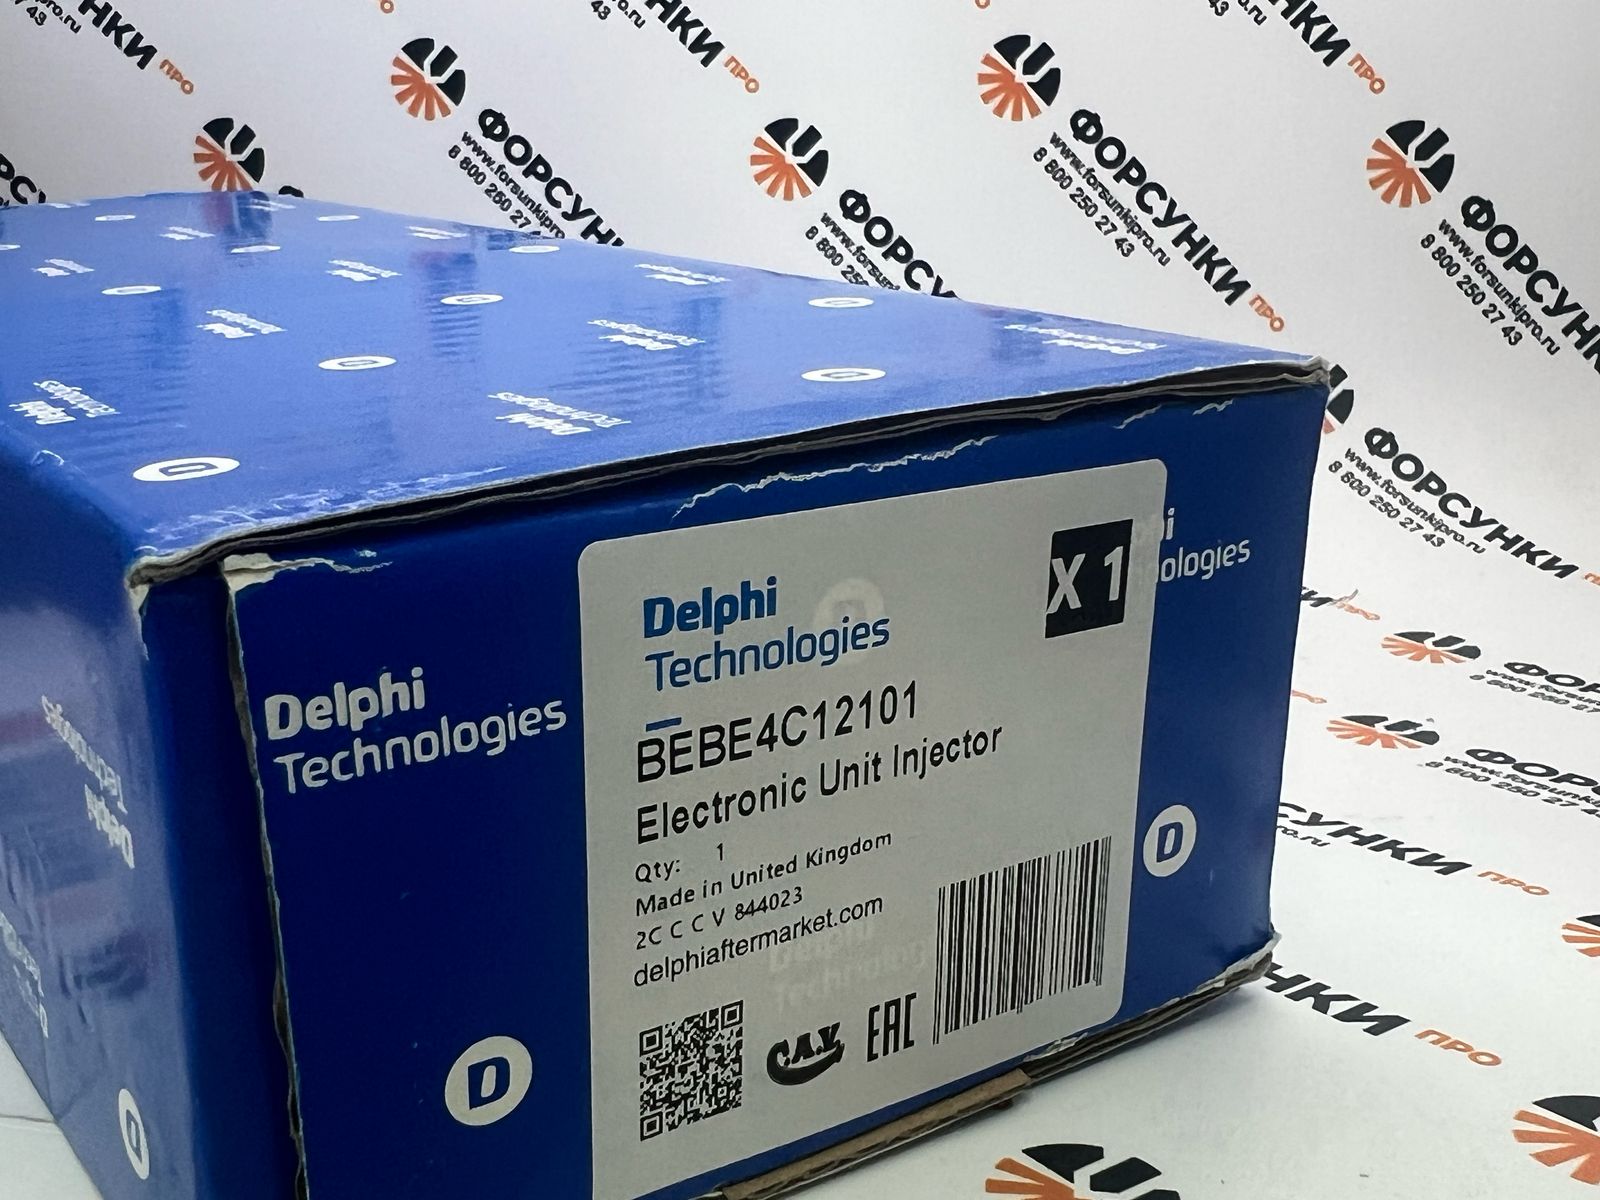 Delphi
Technologies
D
Delphi
Technologies
X 1
BEBE4C12101
Electronic Unit Injector
Qty: 1
Made in United Kingdom
2C C C V 844023
delphiaftermarket.com
C.A.V.
EAC
D
D
ФОРСУНКИ ПРО
www.forsunkipro.ru
8 800 250 27 43